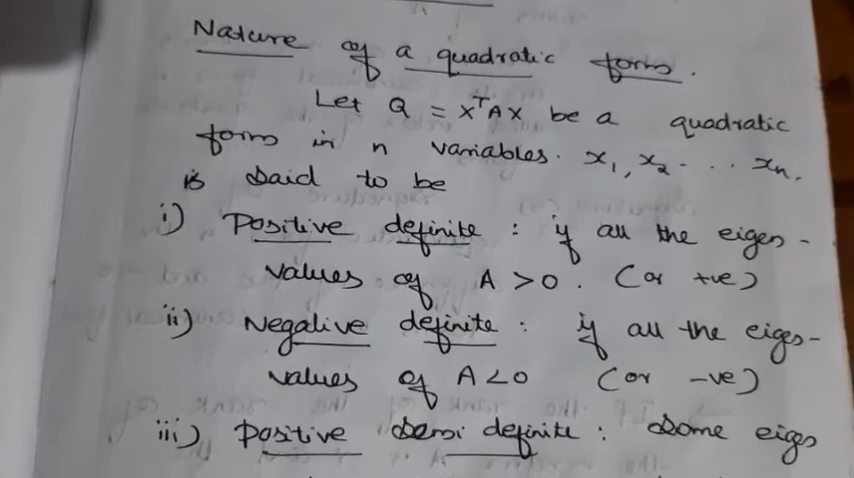 Nature of a quadratic form.
Let Q = XᵀAX be a quadratic
form in n variables. x₁, x₂ - . . . xₙ.
is said to be
i) Positive definite : if all the eigen -
values of A > 0 . (or +ve)
ii) Negative definite : if all the eigen -
values of A < 0 (or -ve)
iii) Positive semi definite : Some eigen